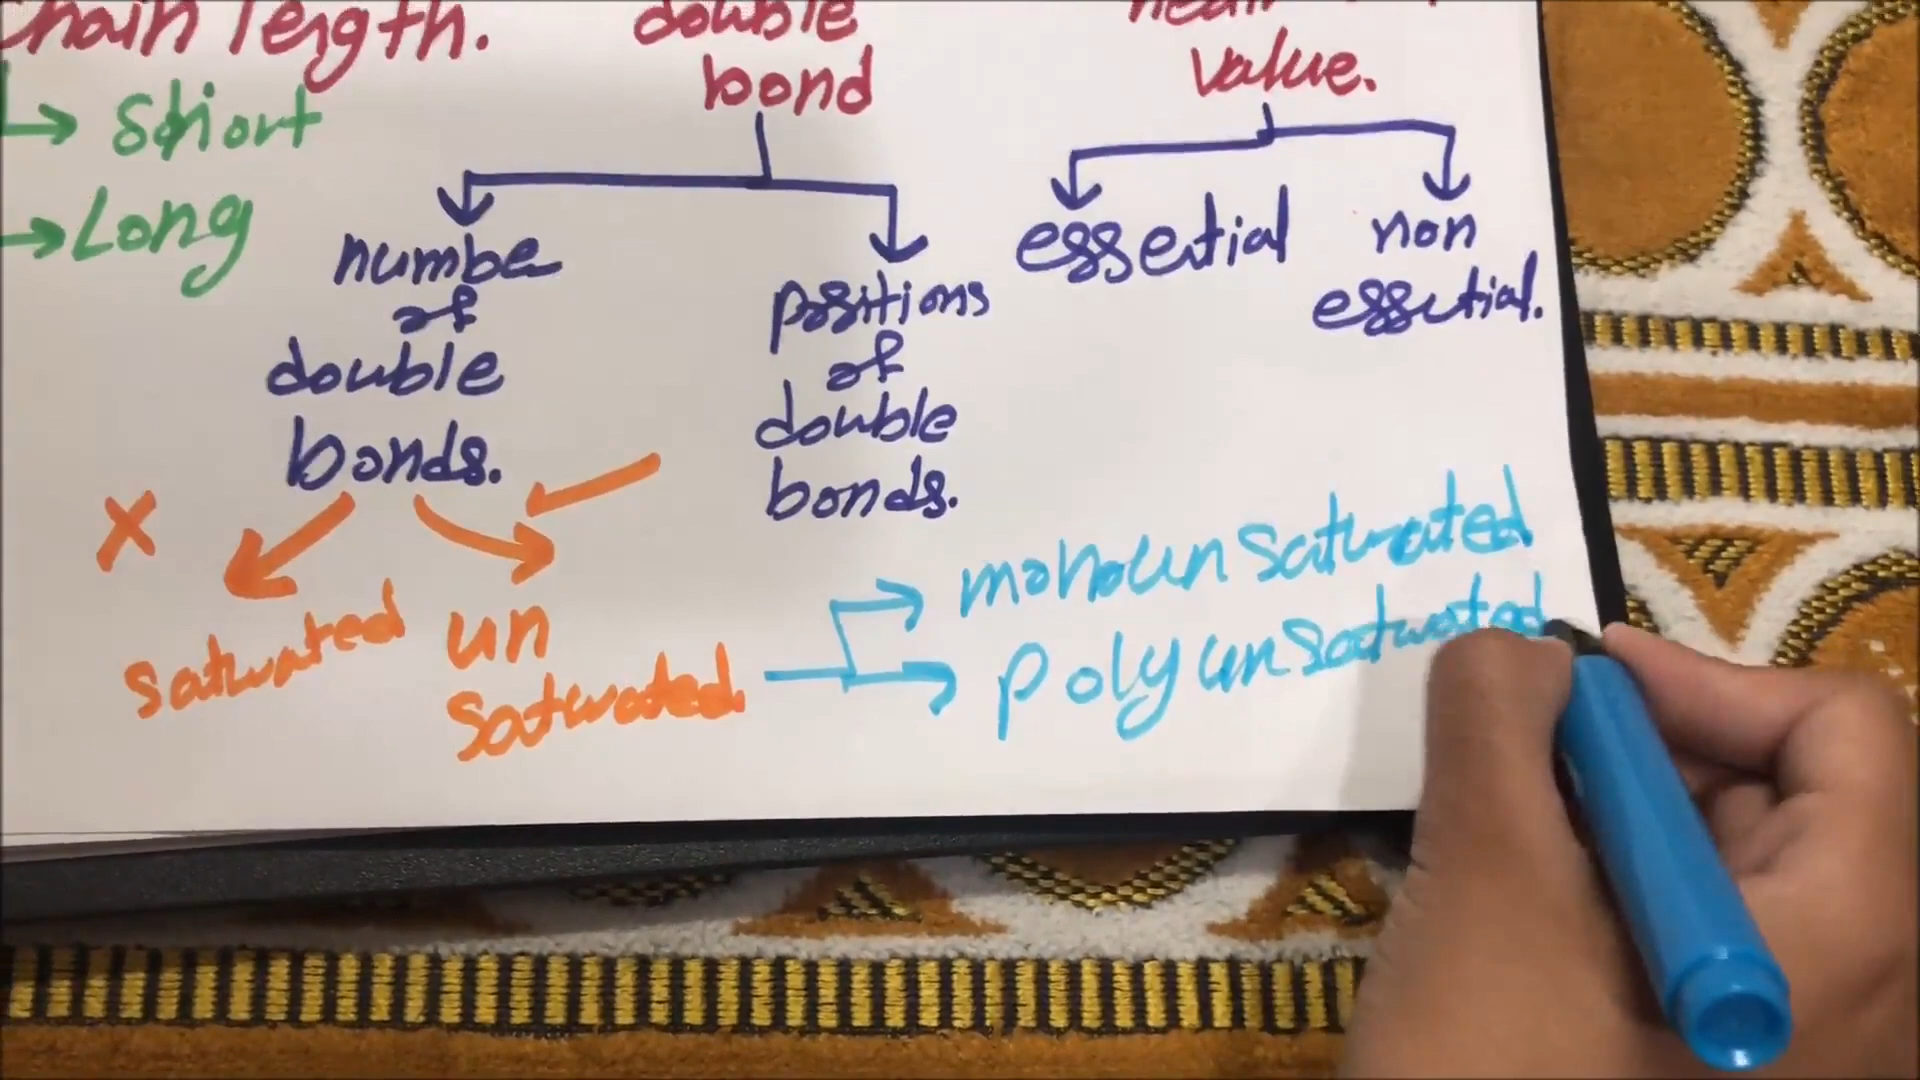 Chain length.
→ Short
→ Long
double
bond
numbe
of
double
bonds.
positions
of
double
bonds.
value.
essential
non
essential.
X
saturated
un
saturated.
monounsaturated
polyunsaturated